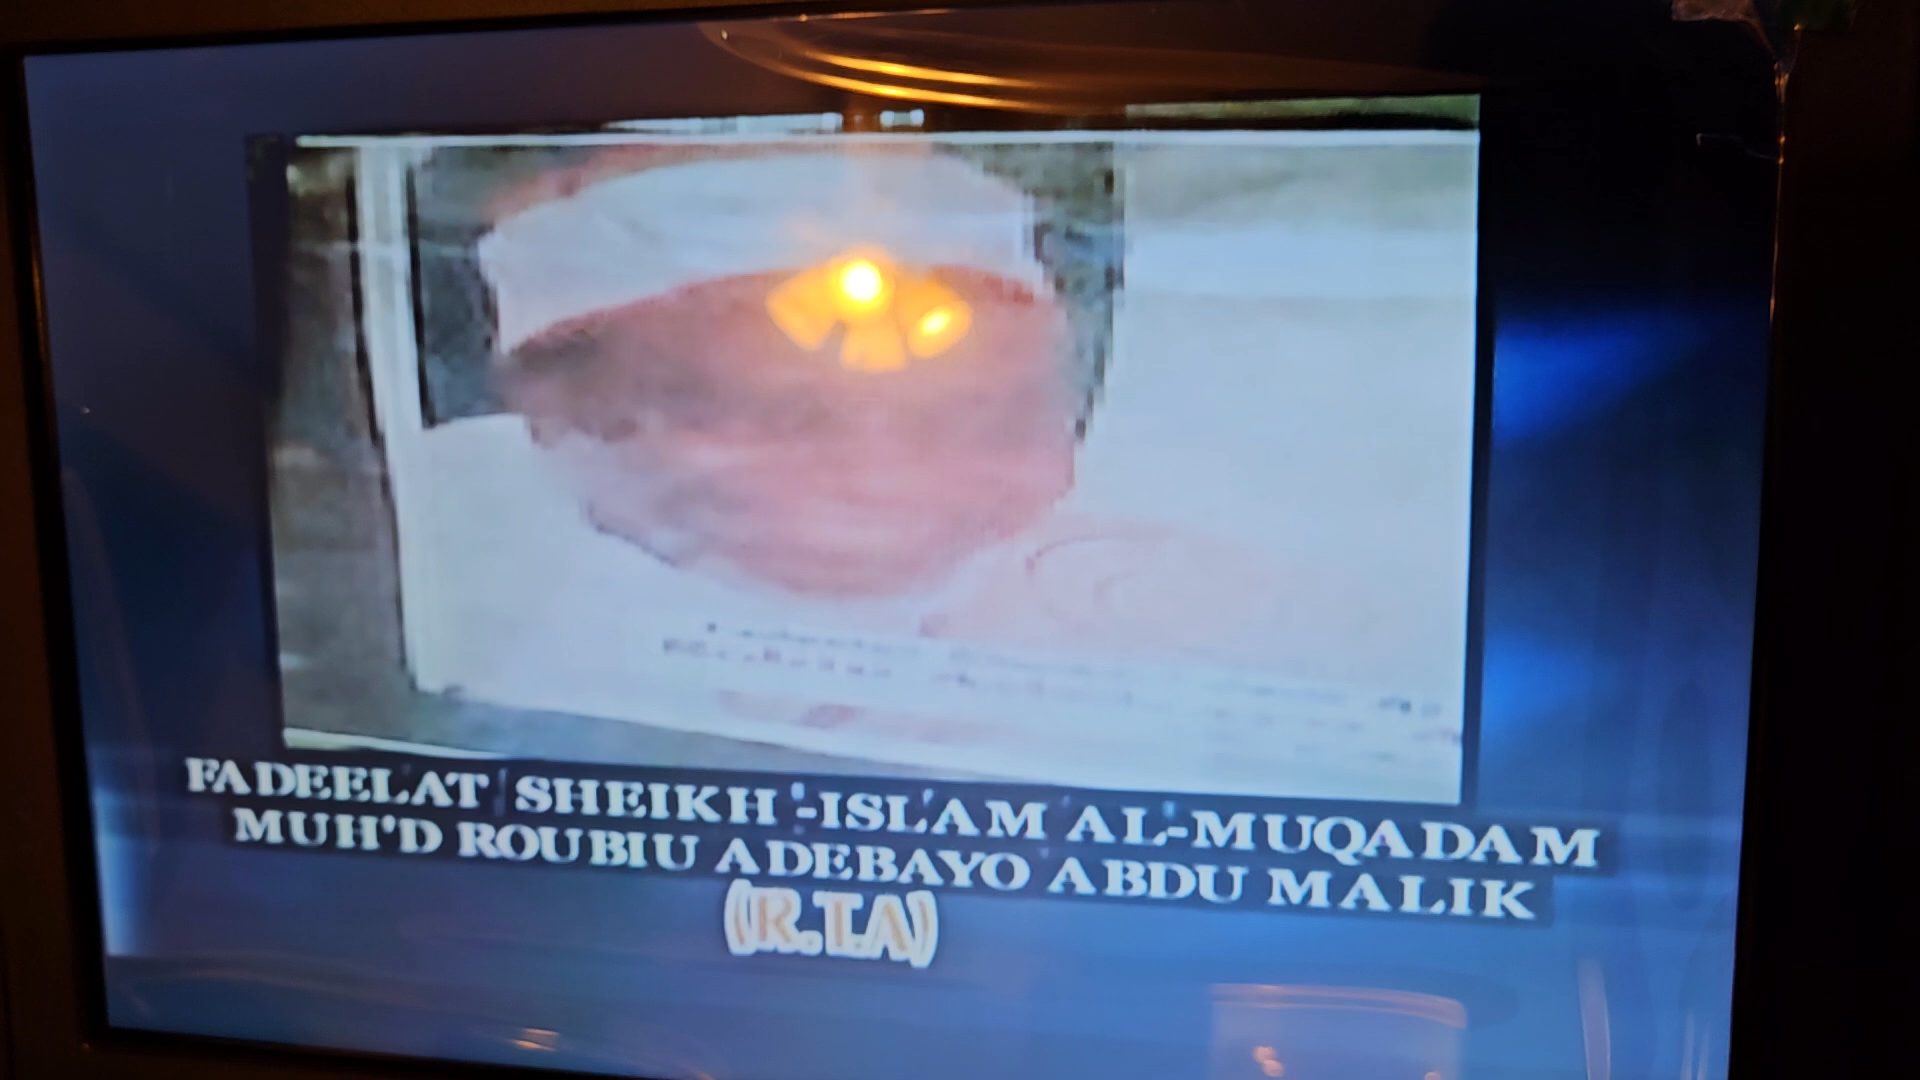 FADEELAT SHEIKH -ISLAM AL-MUQADAM
MUH'D ROUBIU ADEBAYO ABDU MALIK
(R.T.A)